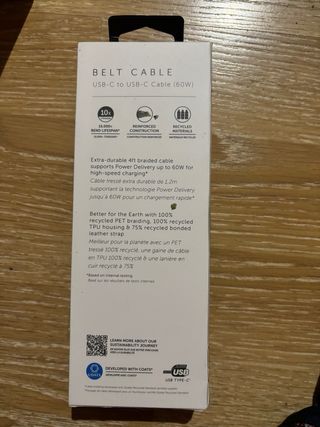 BELT CABLE
USB-C to USB-C Cable (60W)
10x
REINFORCED
CONSTRUCTION
RECYCLED
MATERIALS
BEND LIFESPAN*
Extra-durable 4ft braided cable
supports Power Delivery up to 60W for
high-speed charging*
Câble tressé extra durable de 1,2m
supportant la technologie Power Delivery
jusqu'à 60W pour un chargement rapide*
Better for the Earth with 100%
recycled PET braiding, 100% recycled
TPU housing & 75% recycled bonded
leather strap
Meilleur pour la planète avec un PET
tressé 100% recyclé, une gaine de câble
en TPU 100% recyclé & une lanière en
cuir recyclé à 75%
*Based on internal testing.
LEARN MORE ABOUT OUR
SUSTAINABILITY JOURNEY
DEVELOPED WITH COATS®
USB
USB TYPE-C®